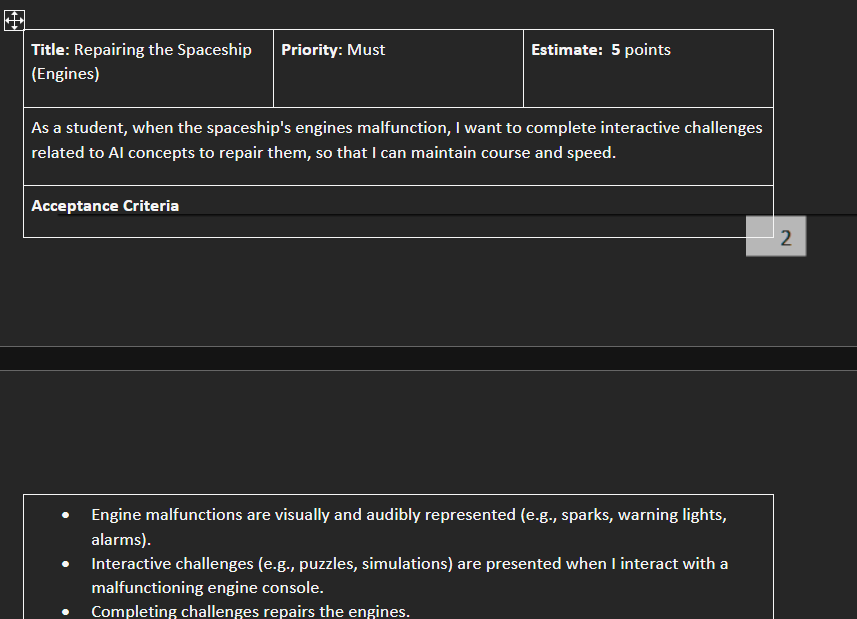 Title: Repairing the Spaceship
(Engines)
Priority: Must
Estimate:  5 points
As a student, when the spaceship's engines malfunction, I want to complete interactive challenges
related to AI concepts to repair them, so that I can maintain course and speed.
Acceptance Criteria
2
• Engine malfunctions are visually and audibly represented (e.g., sparks, warning lights,
alarms).
• Interactive challenges (e.g., puzzles, simulations) are presented when I interact with a
malfunctioning engine console.
• Completing challenges repairs the engines.